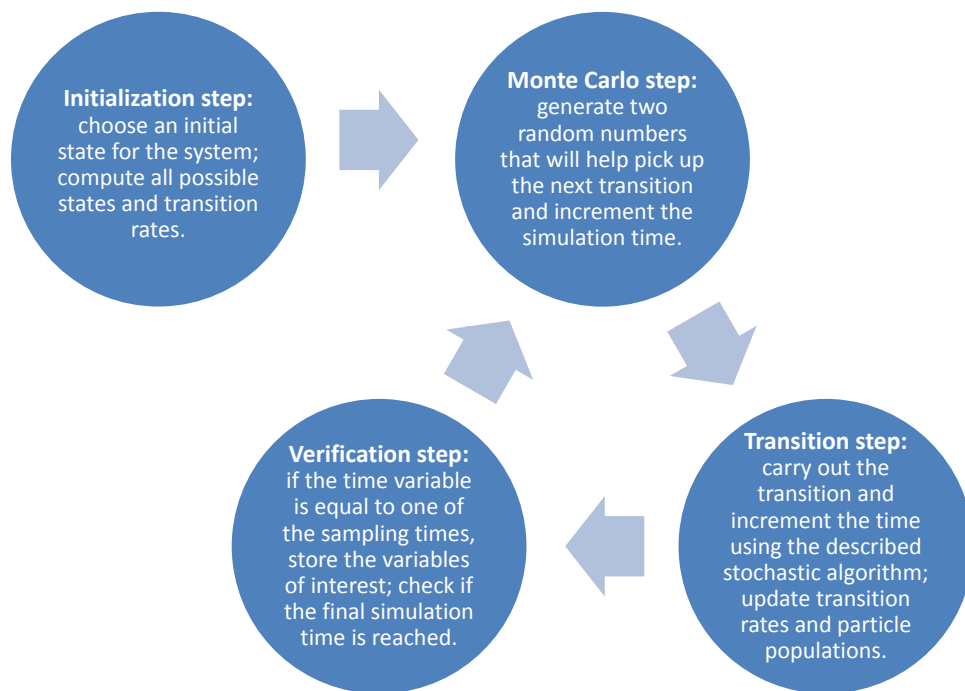 Initialization step:
choose an initial
state for the system;
compute all possible
states and transition
rates.
Monte Carlo step:
generate two
random numbers
that will help pick up
the next transition
and increment the
simulation time.
Transition step:
carry out the
transition and
increment the time
using the described
stochastic algorithm;
update transition
rates and particle
populations.
Verification step:
if the time variable
is equal to one of
the sampling times,
store the variables
of interest; check if
the final simulation
time is reached.